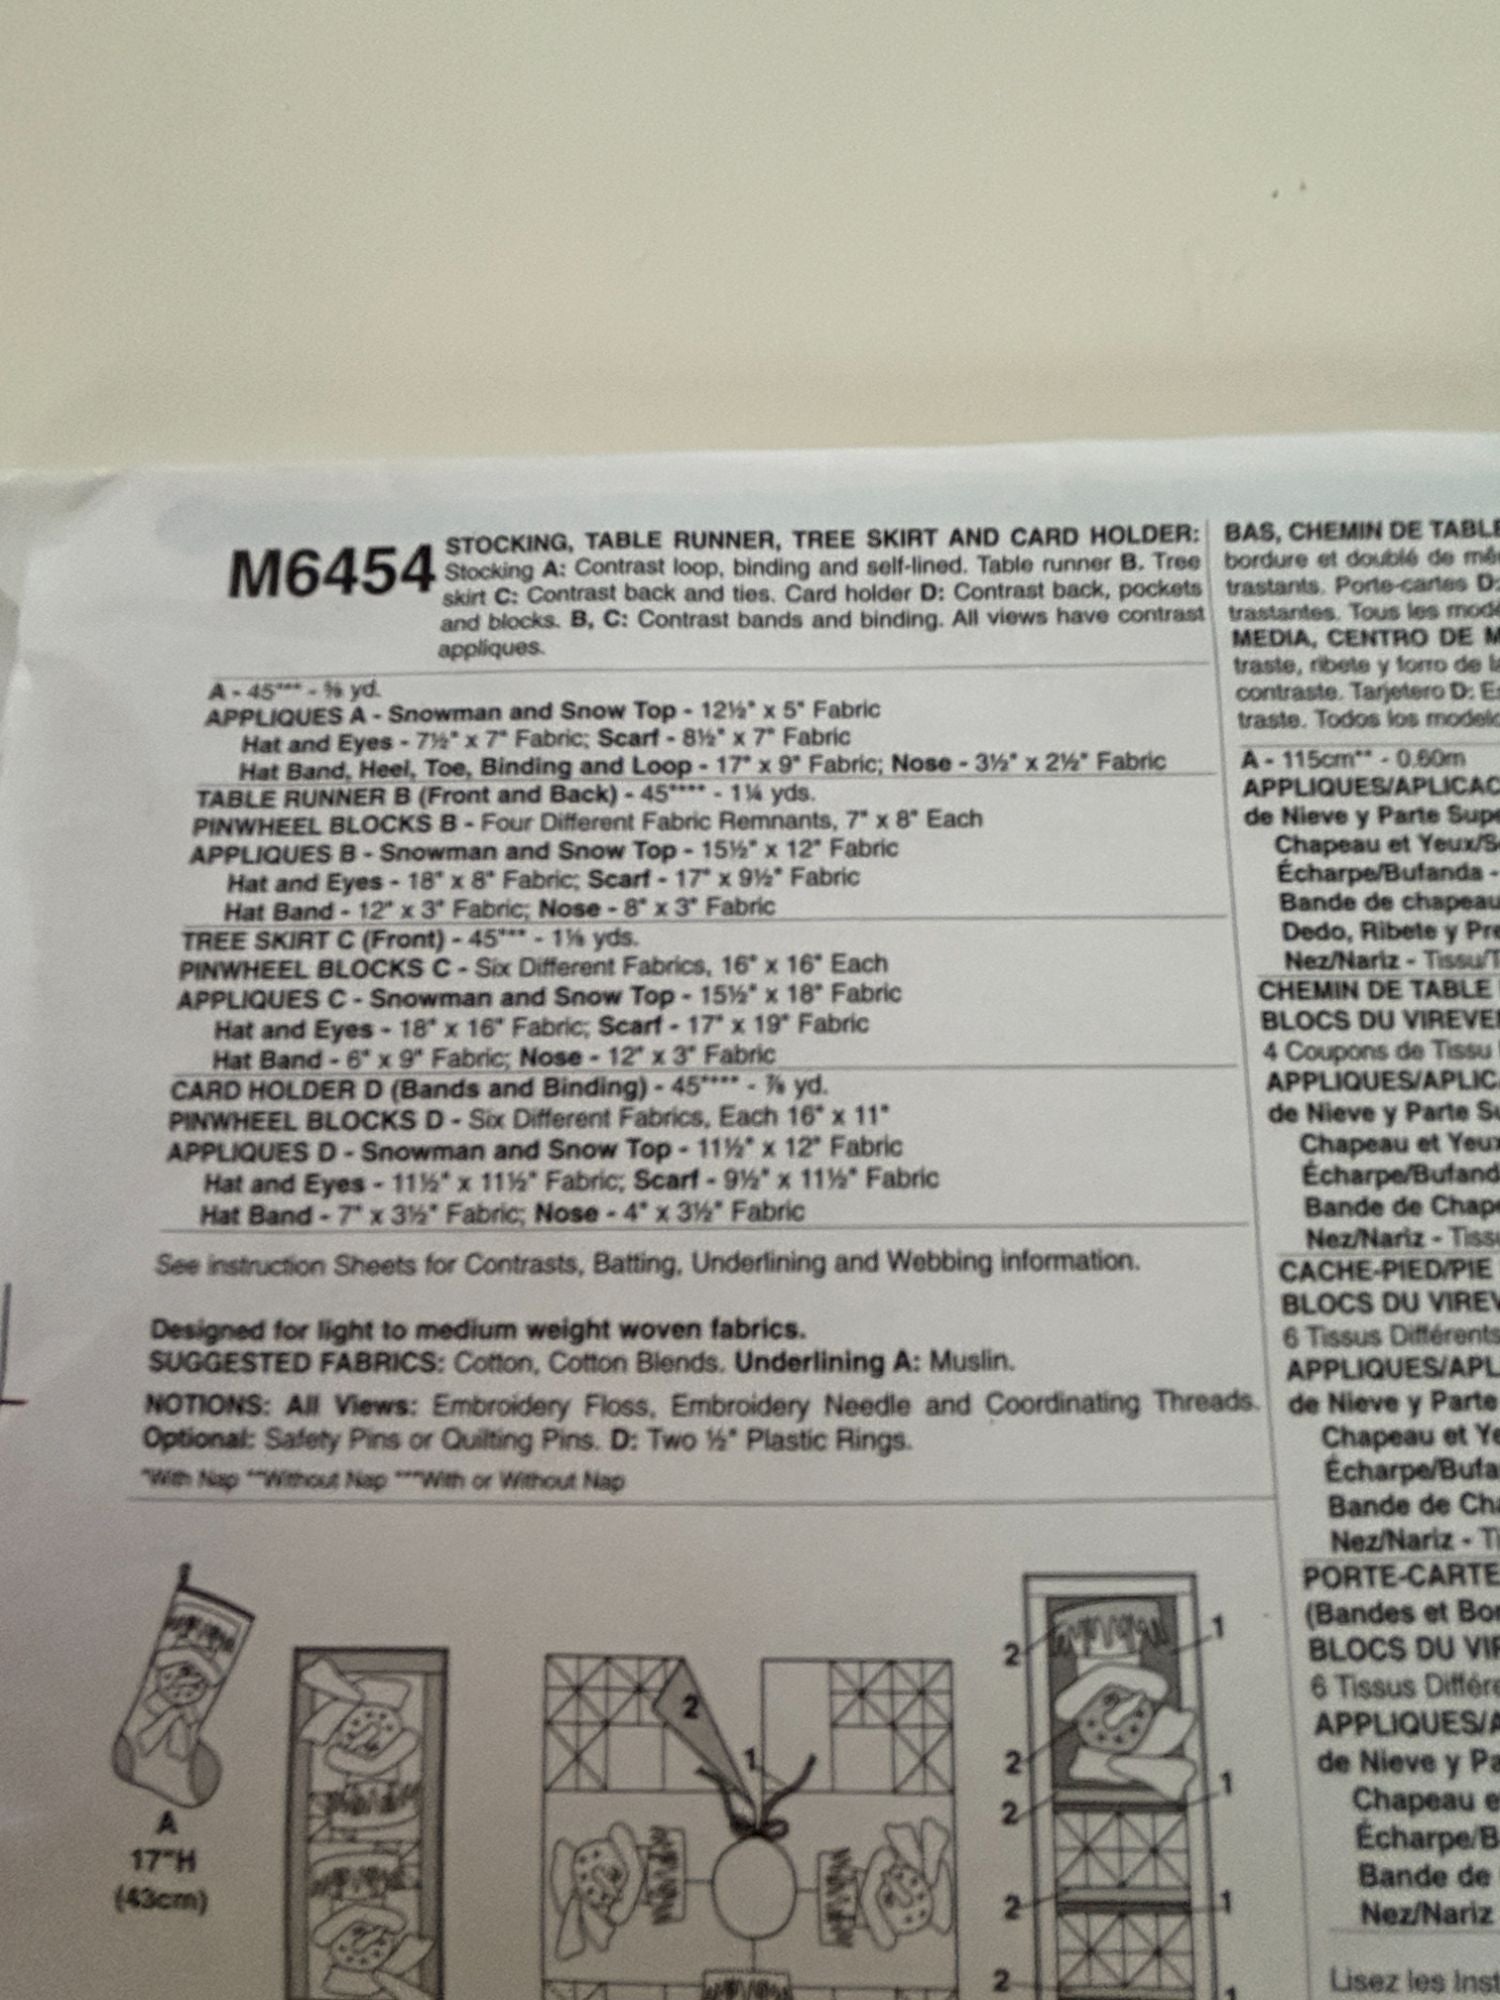 M6454
STOCKING, TABLE RUNNER, TREE SKIRT AND CARD HOLDER:
Stocking A: Contrast loop, binding and self-lined. Table runner B. Tree
skirt C: Contrast back and ties. Card holder D: Contrast back, pockets
and blocks. B, C: Contrast bands and binding. All views have contrast
appliques.
A - 45"*** - ⅝ yd.
APPLIQUES A - Snowman and Snow Top - 12½" x 5" Fabric
Hat and Eyes - 7½" x 7" Fabric; Scarf - 8½" x 7" Fabric
Hat Band, Heel, Toe, Binding and Loop - 17" x 9" Fabric; Nose - 3½" x 2½" Fabric
TABLE RUNNER B (Front and Back) - 45"*** - 1¼ yds.
PINWHEEL BLOCKS B - Four Different Fabric Remnants, 7" x 8" Each
APPLIQUES B - Snowman and Snow Top - 15½" x 12" Fabric
Hat and Eyes - 18" x 8" Fabric; Scarf - 17" x 9½" Fabric
Hat Band - 12" x 3" Fabric; Nose - 8" x 3" Fabric
TREE SKIRT C (Front) - 45"*** - yds.
PINWHEEL BLOCKS C - Six Different Fabrics, 16" x 16" Each
APPLIQUES C - Snowman and Snow Top - 15½" x 18" Fabric
Hat and Eyes - 18" x 16" Fabric; Scarf - 17" x 19" Fabric
Hat Band - 6" x 9" Fabric; Nose - 12" x 3" Fabric
CARD HOLDER D (Bands and Binding) - 45"*** - ⅞ yd.
PINWHEEL BLOCKS D - Six Different Fabrics, Each 16" x 11"
APPLIQUES D - Snowman and Snow Top - 11½" x 12" Fabric
Hat and Eyes - 11½" x 11½" Fabric; Scarf - 9½" x 11½" Fabric
Hat Band - 7" x 3½" Fabric; Nose - 4" x 3½" Fabric
See instruction Sheets for Contrasts, Batting, Underlining and Webbing information.
Designed for light to medium weight woven fabrics.
SUGGESTED FABRICS: Cotton, Cotton Blends. Underlining A: Muslin.
NOTIONS: All Views: Embroidery Floss, Embroidery Needle and Coordinating Threads.
Optional: Safety Pins or Quilting Pins. D: Two ½" Plastic Rings.
*With Nap **Without Nap ***With or Without Nap
A
17"H
(43cm)
2
1
2
1
2
1
2
1
2
1
BAS, CHEMIN DE TABLE
bordure et doublé de
trastants. Porte-cartes D:
trastantes. Tous les
MEDIA, CENTRO DE
traste, ribete y forro de
contraste. Tarjetero D:
traste. Todos los
A - 115cm** - 0.60m
APPLIQUES/APLICAC
de Nieve y Parte Supe
Chapeau et Yeux/S
Écharpe/Bufanda -
Bande de chapeau
Dedo, Ribete y Pre
Nez/Nariz - Tissu/T
CHEMIN DE TABLE
BLOCS DU VIREVE
4 Coupons de Tissu
APPLIQUES/APLIC
de Nieve y Parte Su
Chapeau et Yeux
Écharpe/Bufand
Bande de Chap
Nez/Nariz - Tiss
CACHE-PIED/PIE
BLOCS DU VIREV
6 Tissus Différents
APPLIQUES/APL
de Nieve y Parte
Chapeau et Ye
Écharpe/Bufa
Bande de Cha
Nez/Nariz - Ti
PORTE-CARTE
(Bandes et Bor
BLOCS DU VIR
6 Tissus Différe
APPLIQUES/A
de Nieve y Pa
Chapeau e
Écharpe/B
Bande de
Nez/Nariz
Lisez les Inst